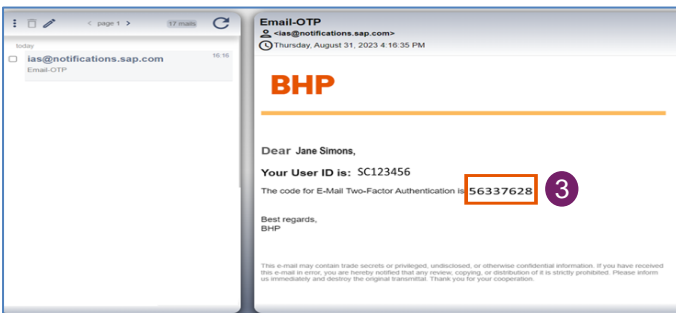 < page 1 >
17 mails
today
ias@notifications.sap.com
16:16
Email-OTP
Email-OTP
<ias@notifications.sap.com>
Thursday, August 31, 2023 4:16:35 PM
BHP
Dear Jane Simons,
Your User ID is: SC123456
The code for E-Mail Two-Factor Authentication is 56337628
3
Best regards,
BHP
This e-mail may contain trade secrets or privileged, undisclosed, or otherwise confidential information. If you have received
this e-mail in error, you are hereby notified that any review, copying, or distribution of it is strictly prohibited. Please inform
us immediately and destroy the original transmittal. Thank you for your cooperation.